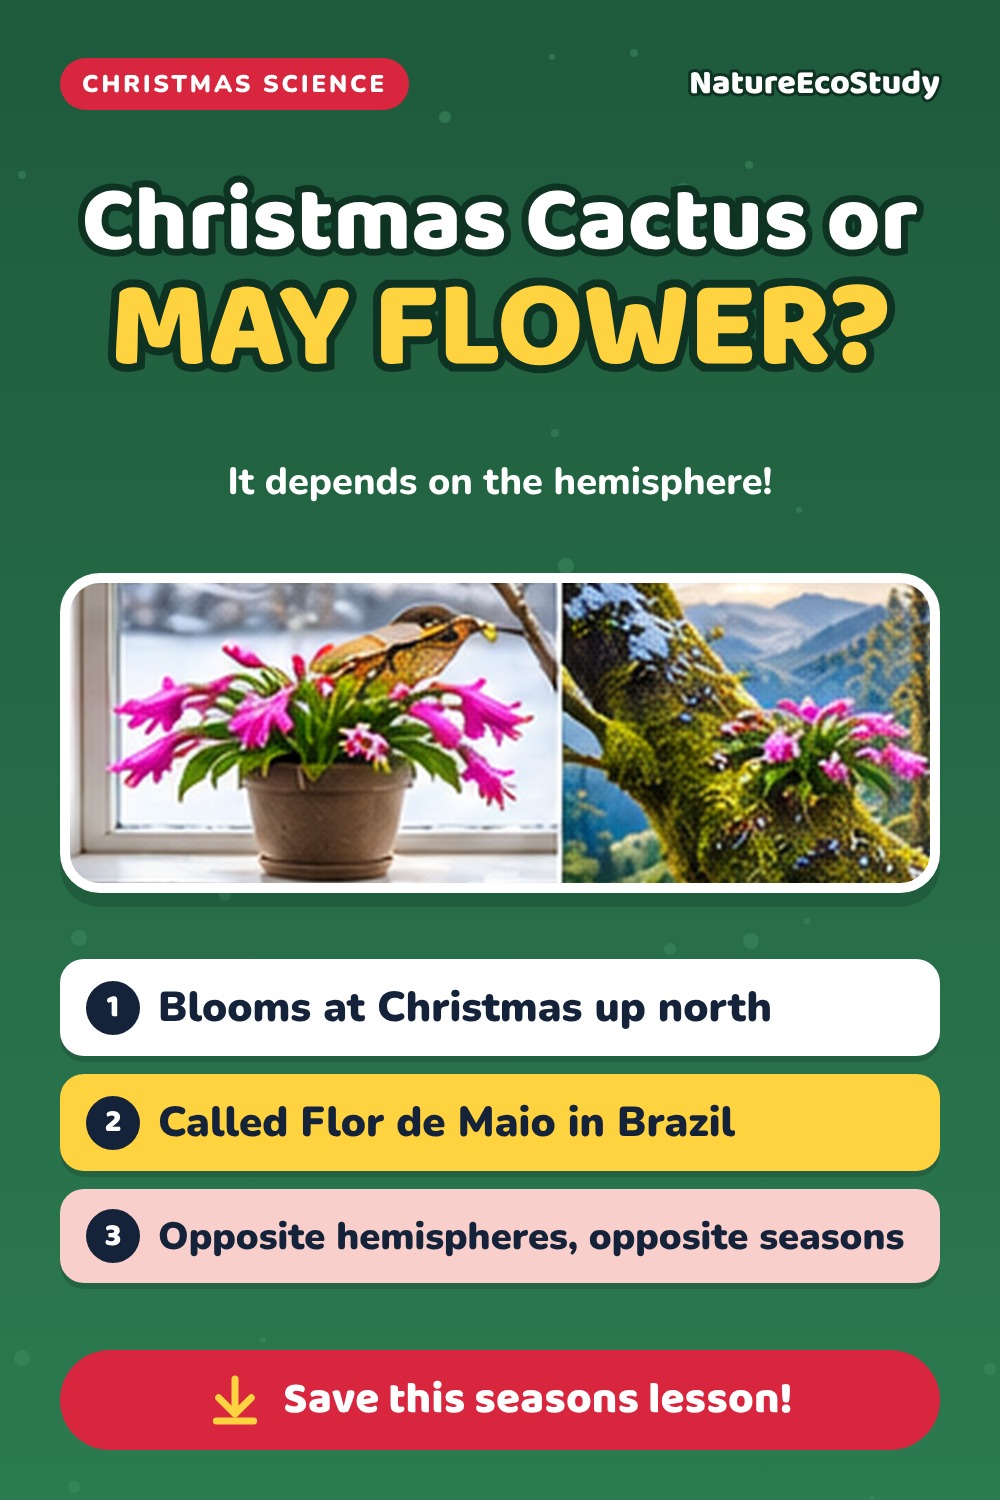 CHRISTMAS SCIENCE
NatureEcoStudy
Christmas Cactus or
MAY FLOWER?
It depends on the hemisphere!
1 Blooms at Christmas up north
2 Called Flor de Maio in Brazil
3 Opposite hemispheres, opposite seasons
Save this seasons lesson!